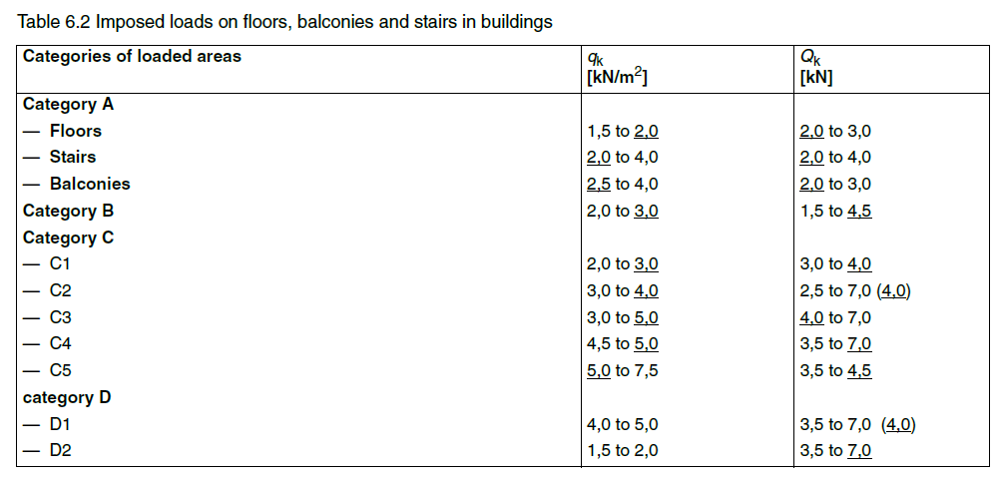 Table 6.2 Imposed loads on floors, balconies and stairs in buildings
Categories of loaded areas qk [kN/m²] Qk [kN]
Category A
— Floors 1,5 to 2,0 2,0 to 3,0
— Stairs 2,0 to 4,0 2,0 to 4,0
— Balconies 2,5 to 4,0 2,0 to 3,0
Category B 2,0 to 3,0 1,5 to 4,5
Category C
— C1 2,0 to 3,0 3,0 to 4,0
— C2 3,0 to 4,0 2,5 to 7,0 (4,0)
— C3 3,0 to 5,0 4,0 to 7,0
— C4 4,5 to 5,0 3,5 to 7,0
— C5 5,0 to 7,5 3,5 to 4,5
category D
— D1 4,0 to 5,0 3,5 to 7,0 (4,0)
— D2 1,5 to 2,0 3,5 to 7,0